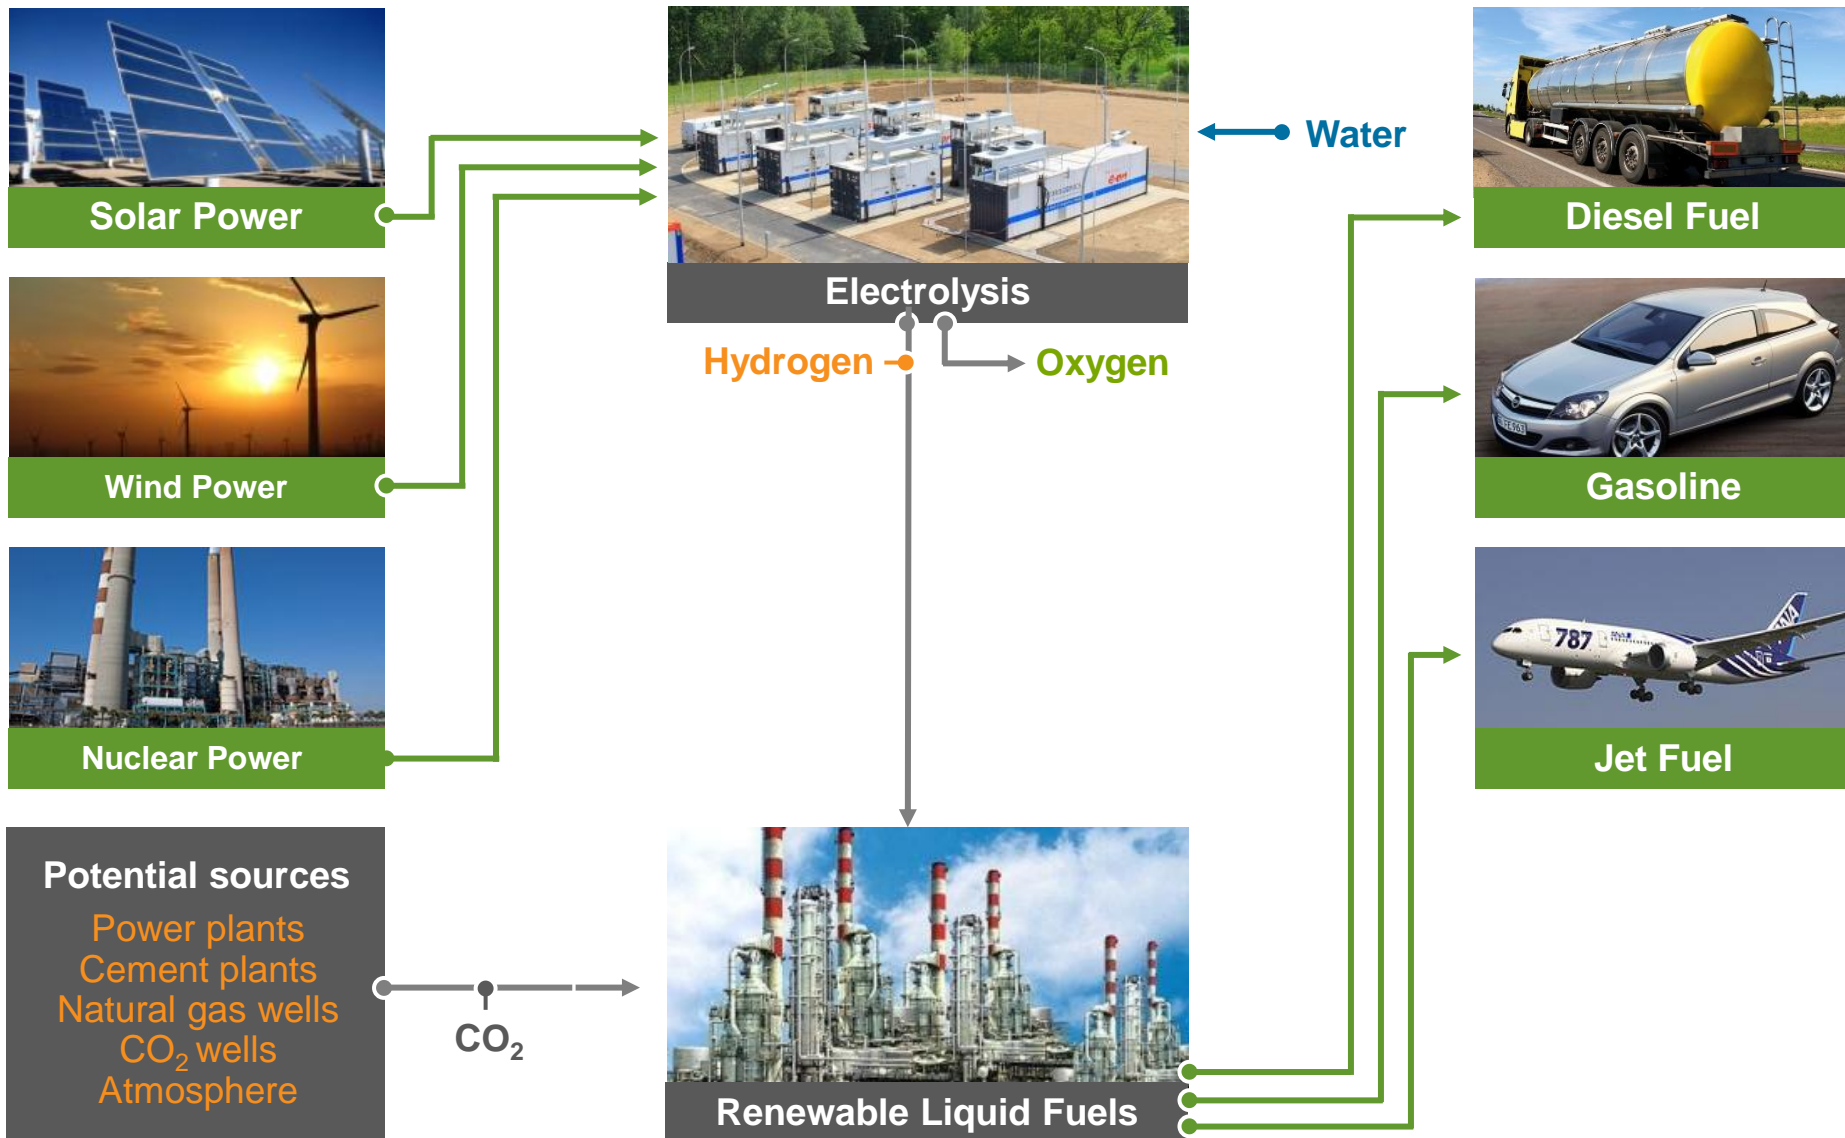 Solar Power
Wind Power
Nuclear Power
Potential sources
Power plants
Cement plants
Natural gas wells
CO₂ wells
Atmosphere
CO₂
Electrolysis
Hydrogen
Oxygen
Water
Renewable Liquid Fuels
Diesel Fuel
Gasoline
787
Jet Fuel